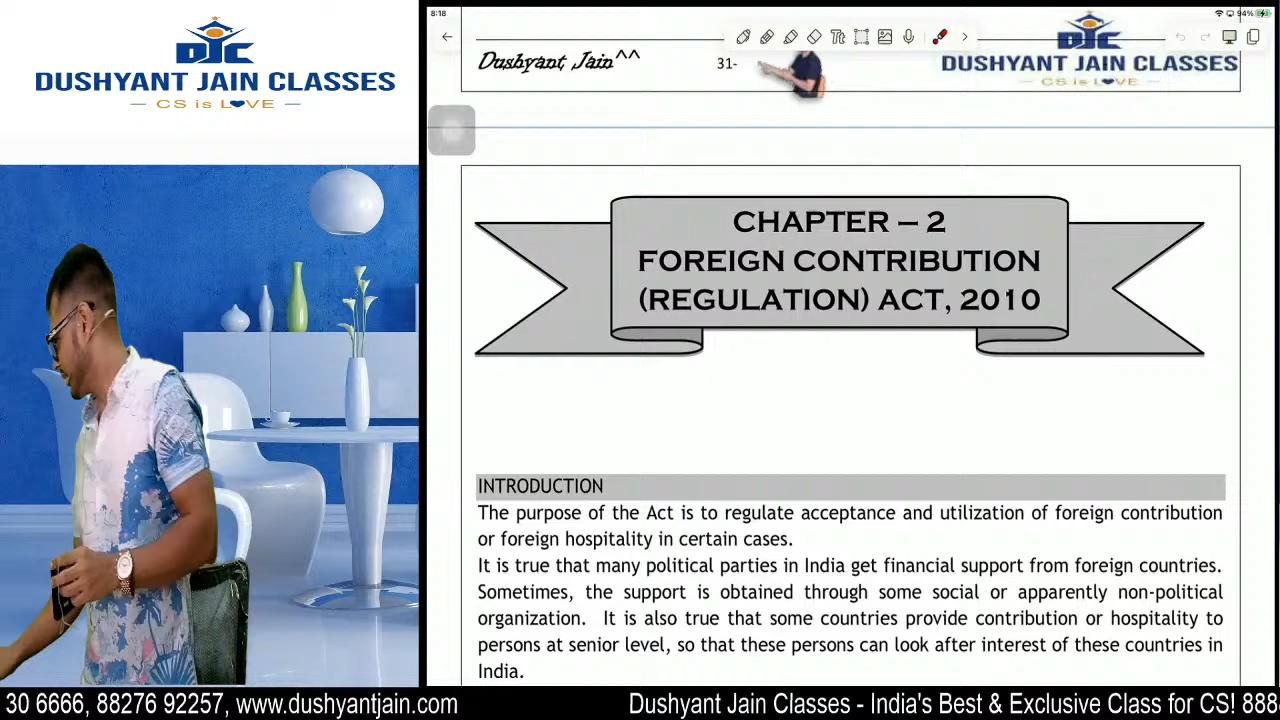 DJC
DUSHYANT JAIN CLASSES
CS is LOVE
8:18
94%
Tt
Dushyant Jain^^
31-
DUSHYANT JAIN CLASSES
CS is LOVE
CHAPTER – 2
FOREIGN CONTRIBUTION
(REGULATION) ACT, 2010
INTRODUCTION
The purpose of the Act is to regulate acceptance and utilization of foreign contribution
or foreign hospitality in certain cases.
It is true that many political parties in India get financial support from foreign countries.
Sometimes, the support is obtained through some social or apparently non-political
organization. It is also true that some countries provide contribution or hospitality to
persons at senior level, so that these persons can look after interest of these countries in
India.
30 6666, 88276 92257, www.dushyantjain.com
Dushyant Jain Classes - India's Best & Exclusive Class for CS! 888